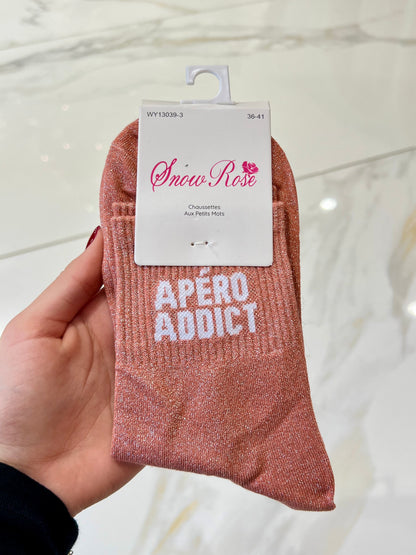 WY13039-3 36-41
Snow Rose
Chaussettes
Aux Petits Mots
APÉRO
ADDICT